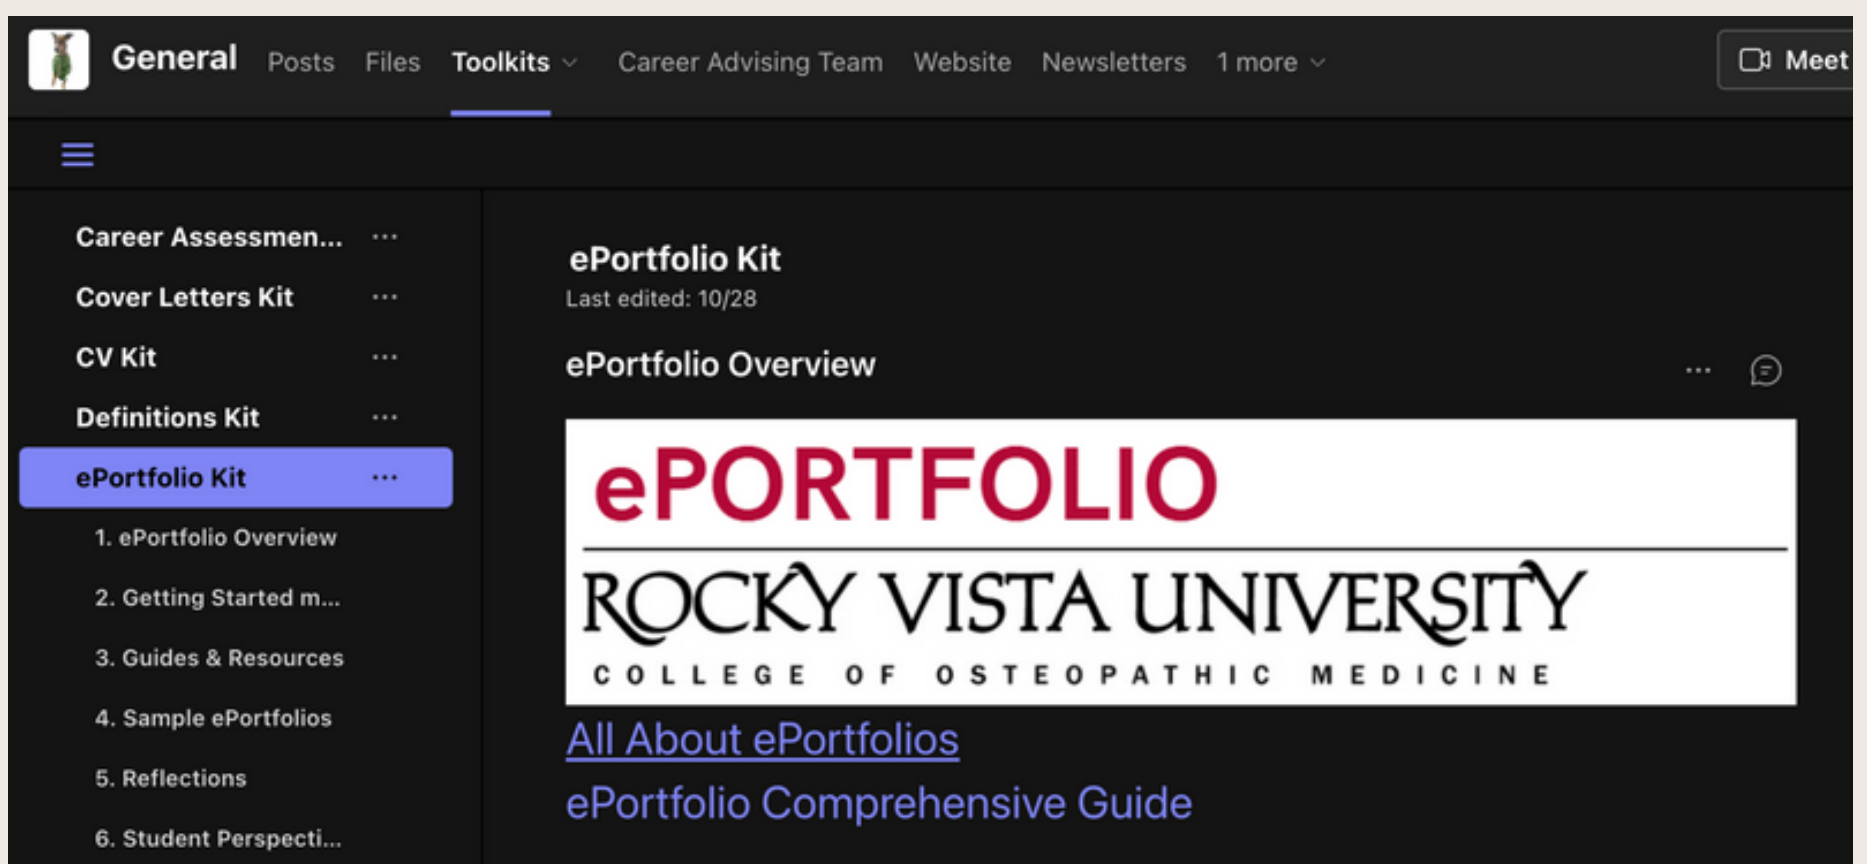 General Posts Files Toolkits Career Advising Team Website Newsletters 1 more Meet
Career Assessmen...
Cover Letters Kit
CV Kit
Definitions Kit
ePortfolio Kit
1. ePortfolio Overview
2. Getting Started m...
3. Guides & Resources
4. Sample ePortfolios
5. Reflections
6. Student Perspecti...
ePortfolio Kit
Last edited: 10/28
ePortfolio Overview
ePORTFOLIO
ROCKY VISTA UNIVERSITY
COLLEGE OF OSTEOPATHIC MEDICINE
All About ePortfolios
ePortfolio Comprehensive Guide